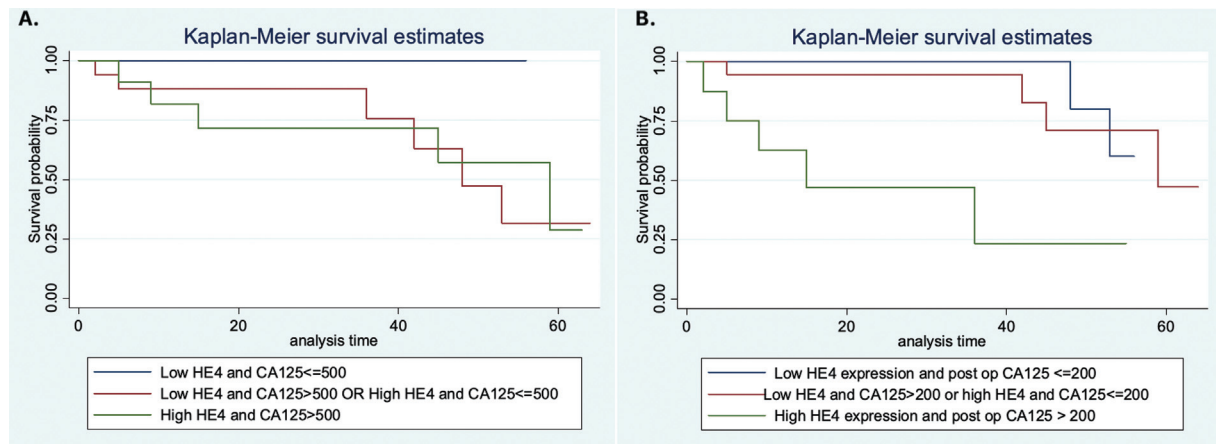 A.
Kaplan-Meier survival estimates
Survival probability
1.00
0.75
0.50
0.25
0.00
0
20
40
60
analysis time
Low HE4 and CA125<=500
Low HE4 and CA125>500 OR High HE4 and CA125<=500
High HE4 and CA125>500
B.
Kaplan-Meier survival estimates
Survival probability
1.00
0.75
0.50
0.25
0.00
0
20
40
60
analysis time
Low HE4 expression and post op CA125 <=200
Low HE4 and CA125>200 or high HE4 and CA125<=200
High HE4 expression and post op CA125 > 200